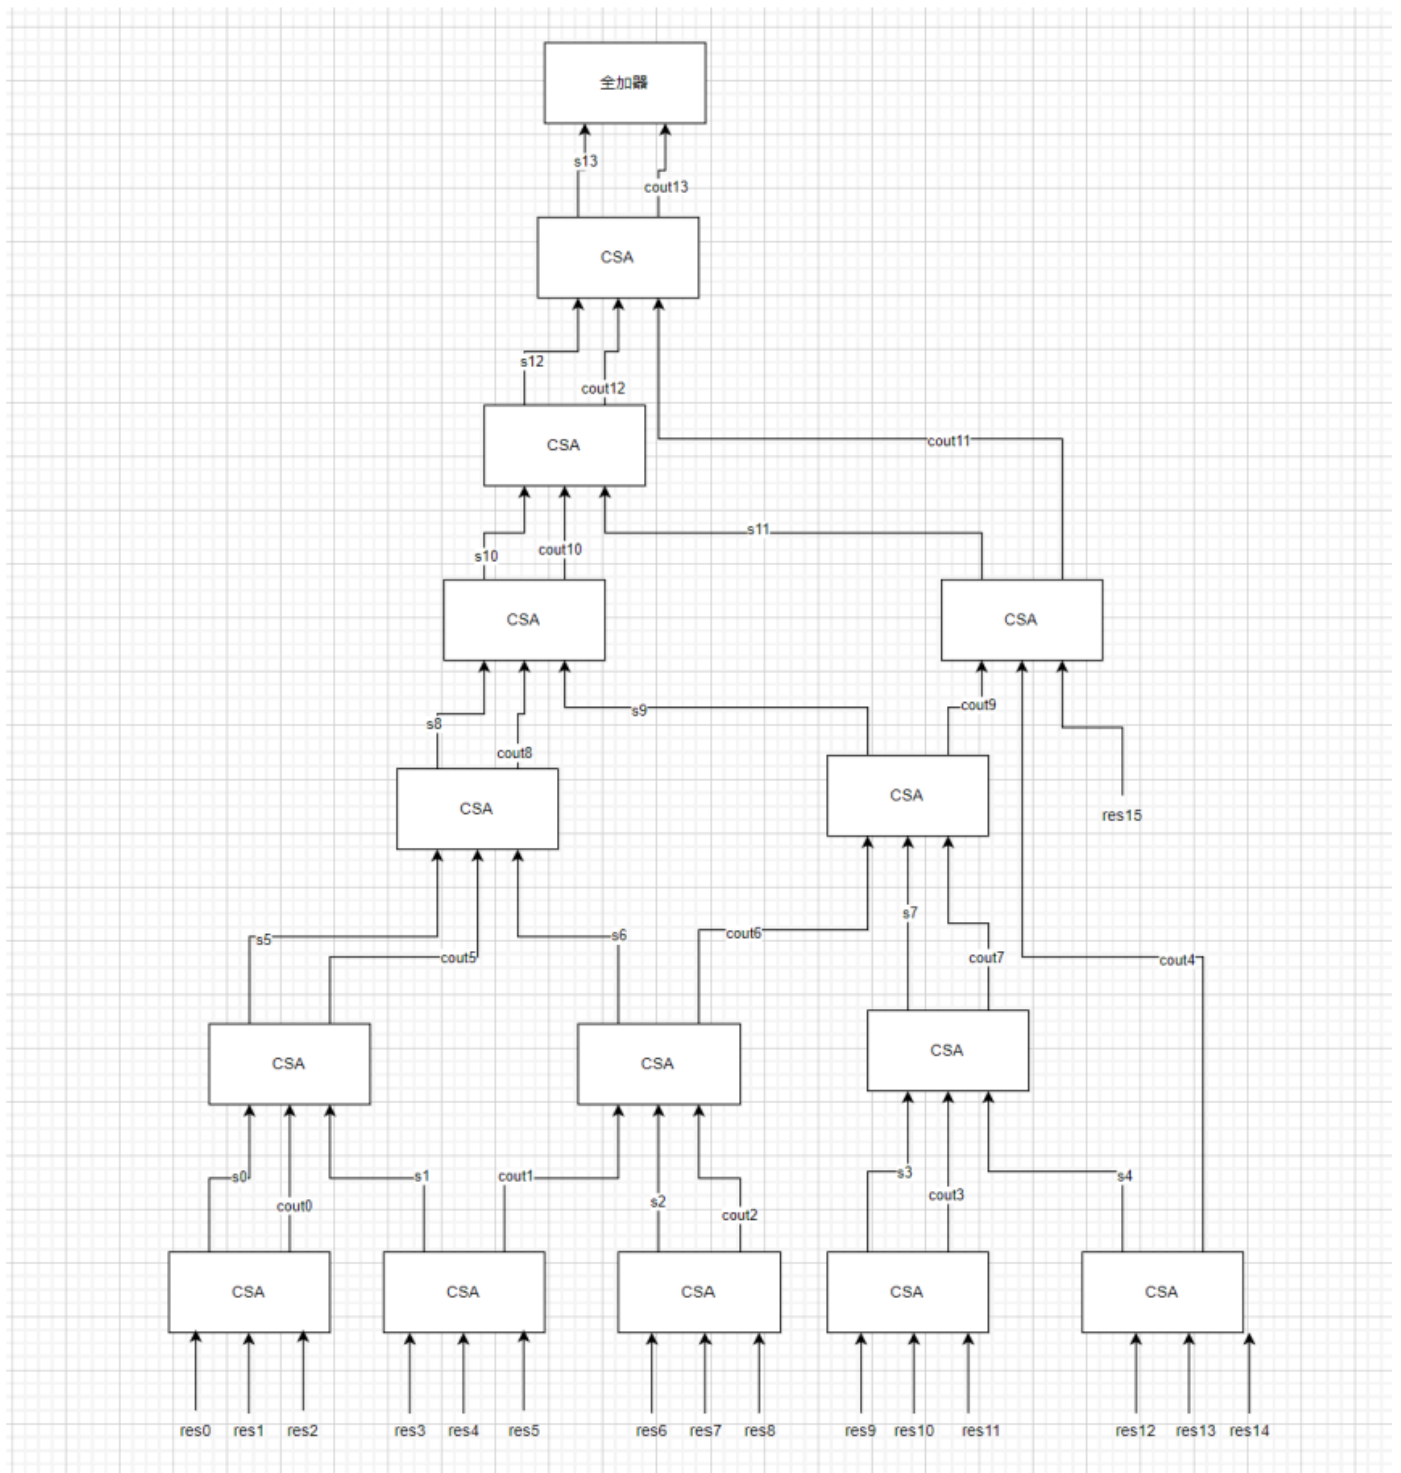 全加器
s13
cout13
CSA
s12
cout12
CSA
cout11
s11
s10
cout10
CSA
CSA
s9
cout9
s8
cout8
CSA
CSA
res15
s7
s5
s6
cout6
cout5
cout7
cout4
CSA
CSA
CSA
s0
s1
cout1
s3
s4
cout0
s2
cout3
cout2
CSA
CSA
CSA
CSA
CSA
res0 res1 res2 res3 res4 res5 res6 res7 res8 res9 res10 res11 res12 res13 res14